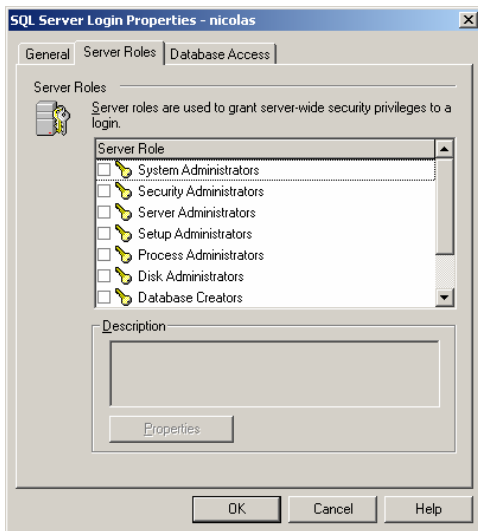 SQL Server Login Properties - nicolas
General
Server Roles
Database Access
Server Roles
Server roles are used to grant server-wide security privileges to a
login.
Server Role
System Administrators
Security Administrators
Server Administrators
Setup Administrators
Process Administrators
Disk Administrators
Database Creators
Description
Properties
OK
Cancel
Help